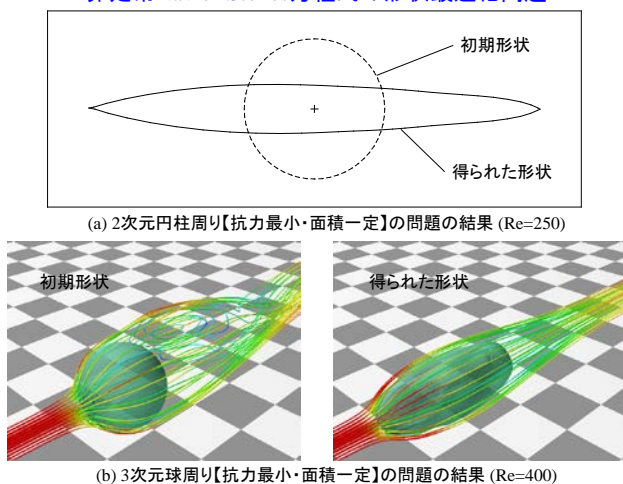 初期形状
得られた形状
(a) 2次元円柱周り【抗力最小・面積一定】の問題の結果 (Re=250)
初期形状
得られた形状
(b) 3次元球周り【抗力最小・面積一定】の問題の結果 (Re=400)